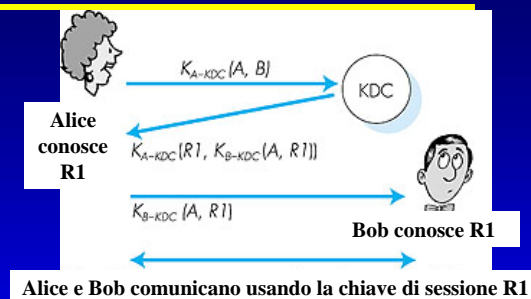 K_A-KDC(A, B)
KDC
Alice
conosce
R1
K_A-KDC(R1, K_B-KDC(A, R1))
K_B-KDC (A, R1)
Bob conosce R1
Alice e Bob comunicano usando la chiave di sessione R1